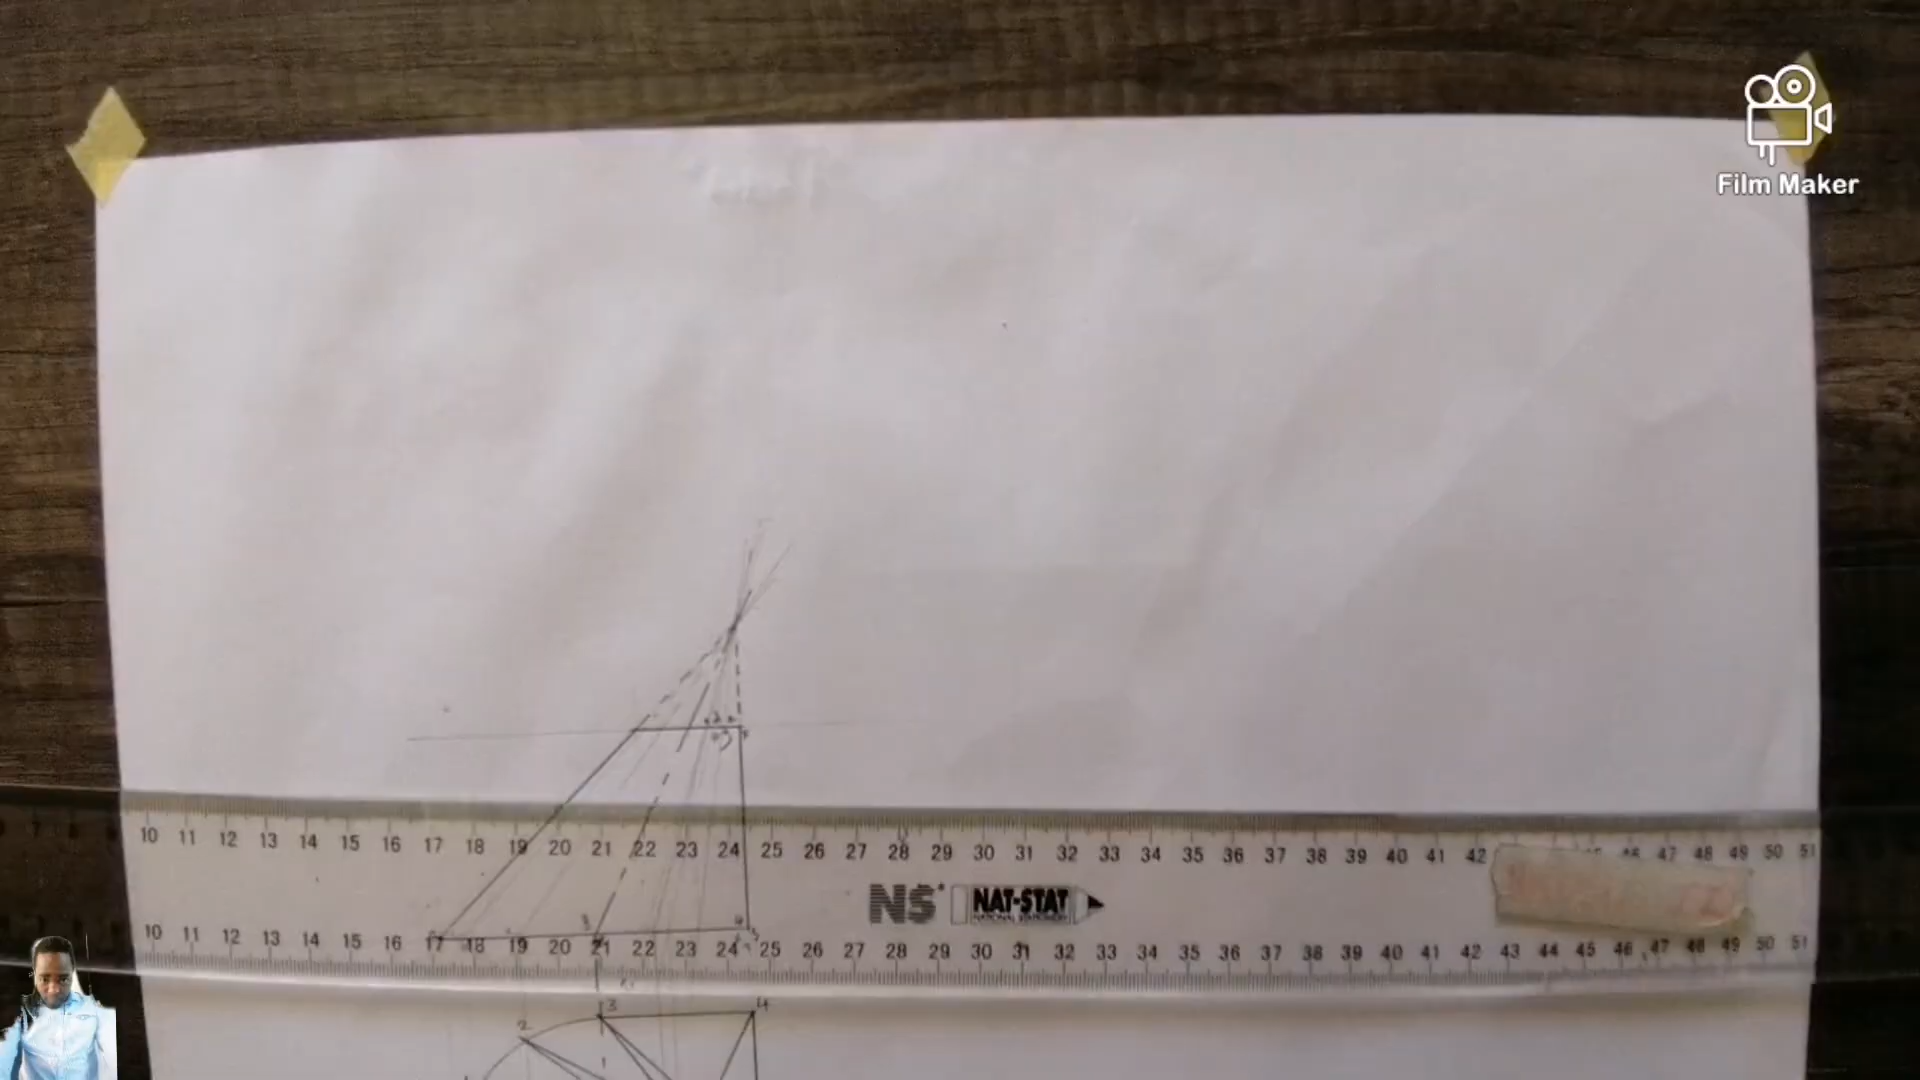 Film Maker
10 11 12 13 14 15 16 17 18 19 20 21 22 23 24 25 26 27 28 29 30 31 32 33 34 35 36 37 38 39 40 41 42 46 47 48 49 50 51
NS NAT-STAT
NATIONAL STATIONERY
10 11 12 13 14 15 16 17 18 19 20 21 22 23 24 25 26 27 28 29 30 31 32 33 34 35 36 37 38 39 40 41 42 43 44 45 46 47 48 49 50 51
3 4
2